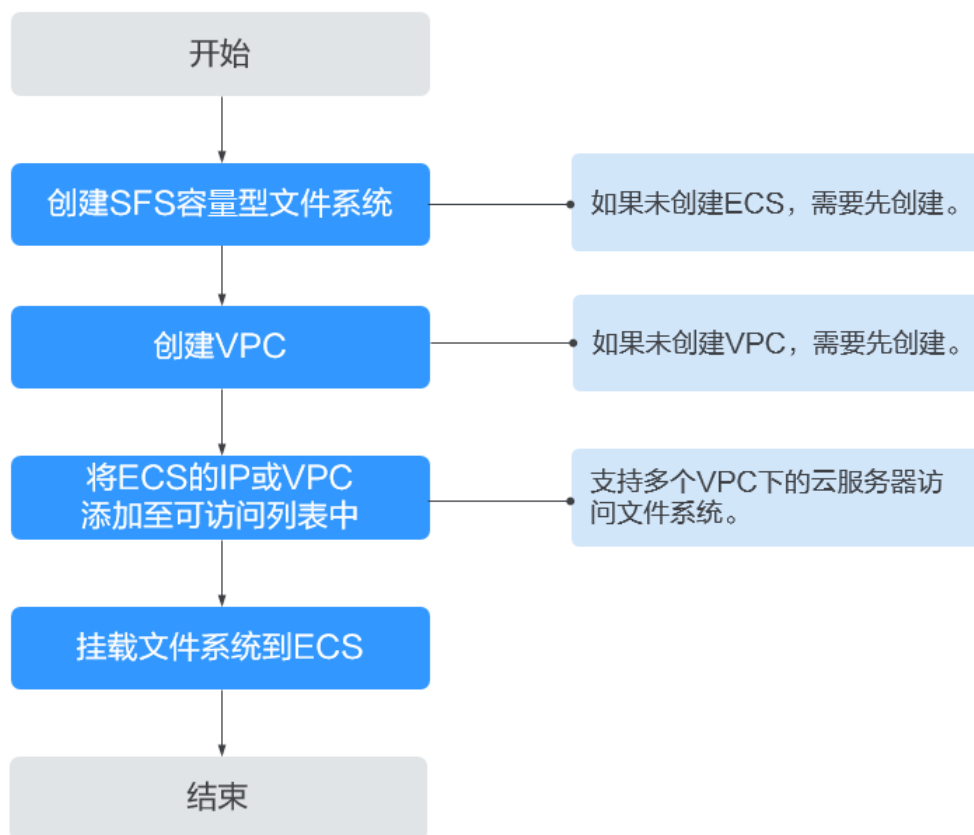 开始
创建SFS容量型文件系统
如果未创建ECS，需要先创建。
创建VPC
如果未创建VPC，需要先创建。
将ECS的IP或VPC
添加至可访问列表中
支持多个VPC下的云服务器访
问文件系统。
挂载文件系统到ECS
结束